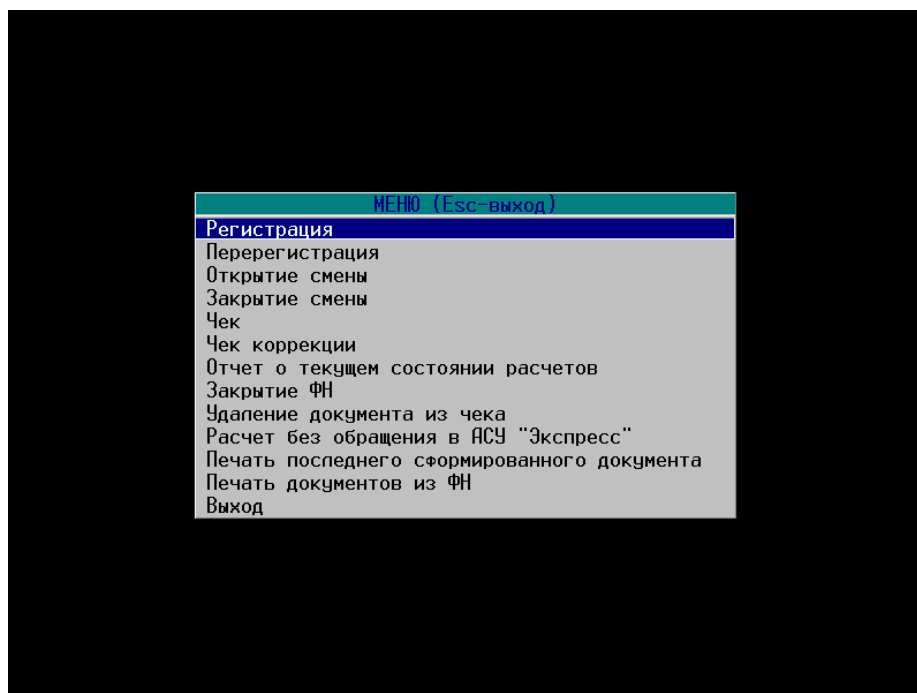 МЕНЮ (Esc-выход)
Регистрация
Перерегистрация
Открытие смены
Закрытие смены
Чек
Чек коррекции
Отчет о текущем состоянии расчетов
Закрытие ФН
Удаление документа из чека
Расчет без обращения в АСУ "Экспресс"
Печать последнего сформированного документа
Печать документов из ФН
Выход